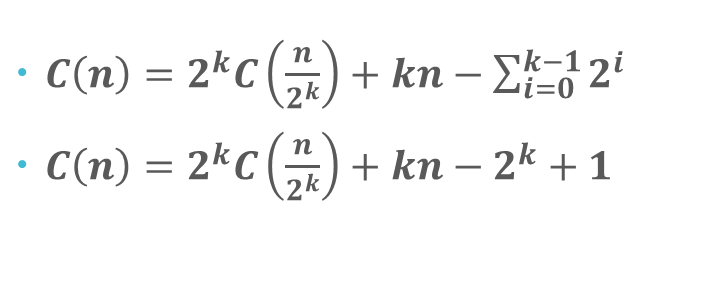 • C(n) = 2^k C(n/2^k) + kn − ∑_{i=0}^{k−1} 2^i
• C(n) = 2^k C(n/2^k) + kn − 2^k + 1